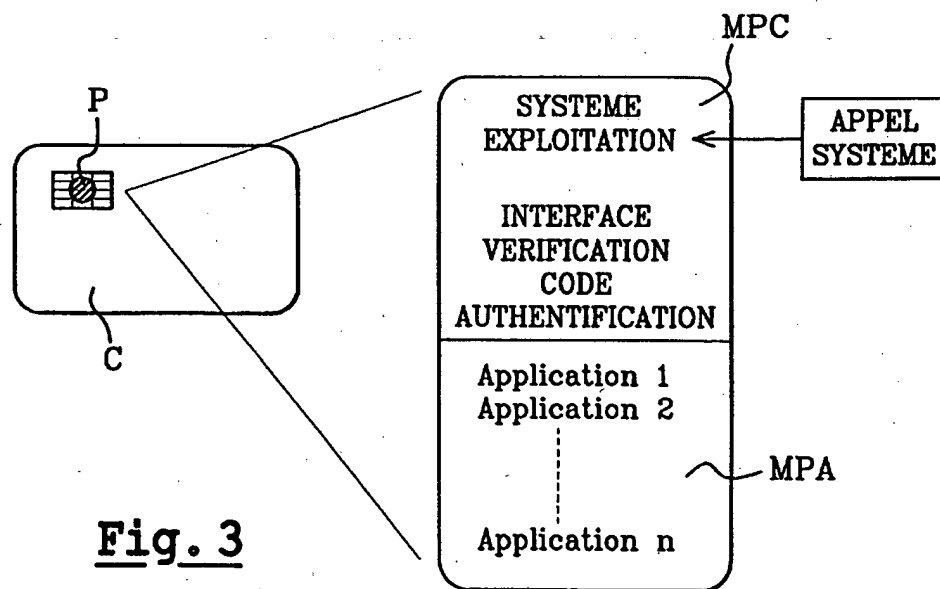 MPC
P
SYSTEME
EXPLOITATION
APPEL
SYSTEME
INTERFACE
VERIFICATION
CODE
AUTHENTIFICATION
C
Application 1
Application 2
MPA
Application n
Fig. 3